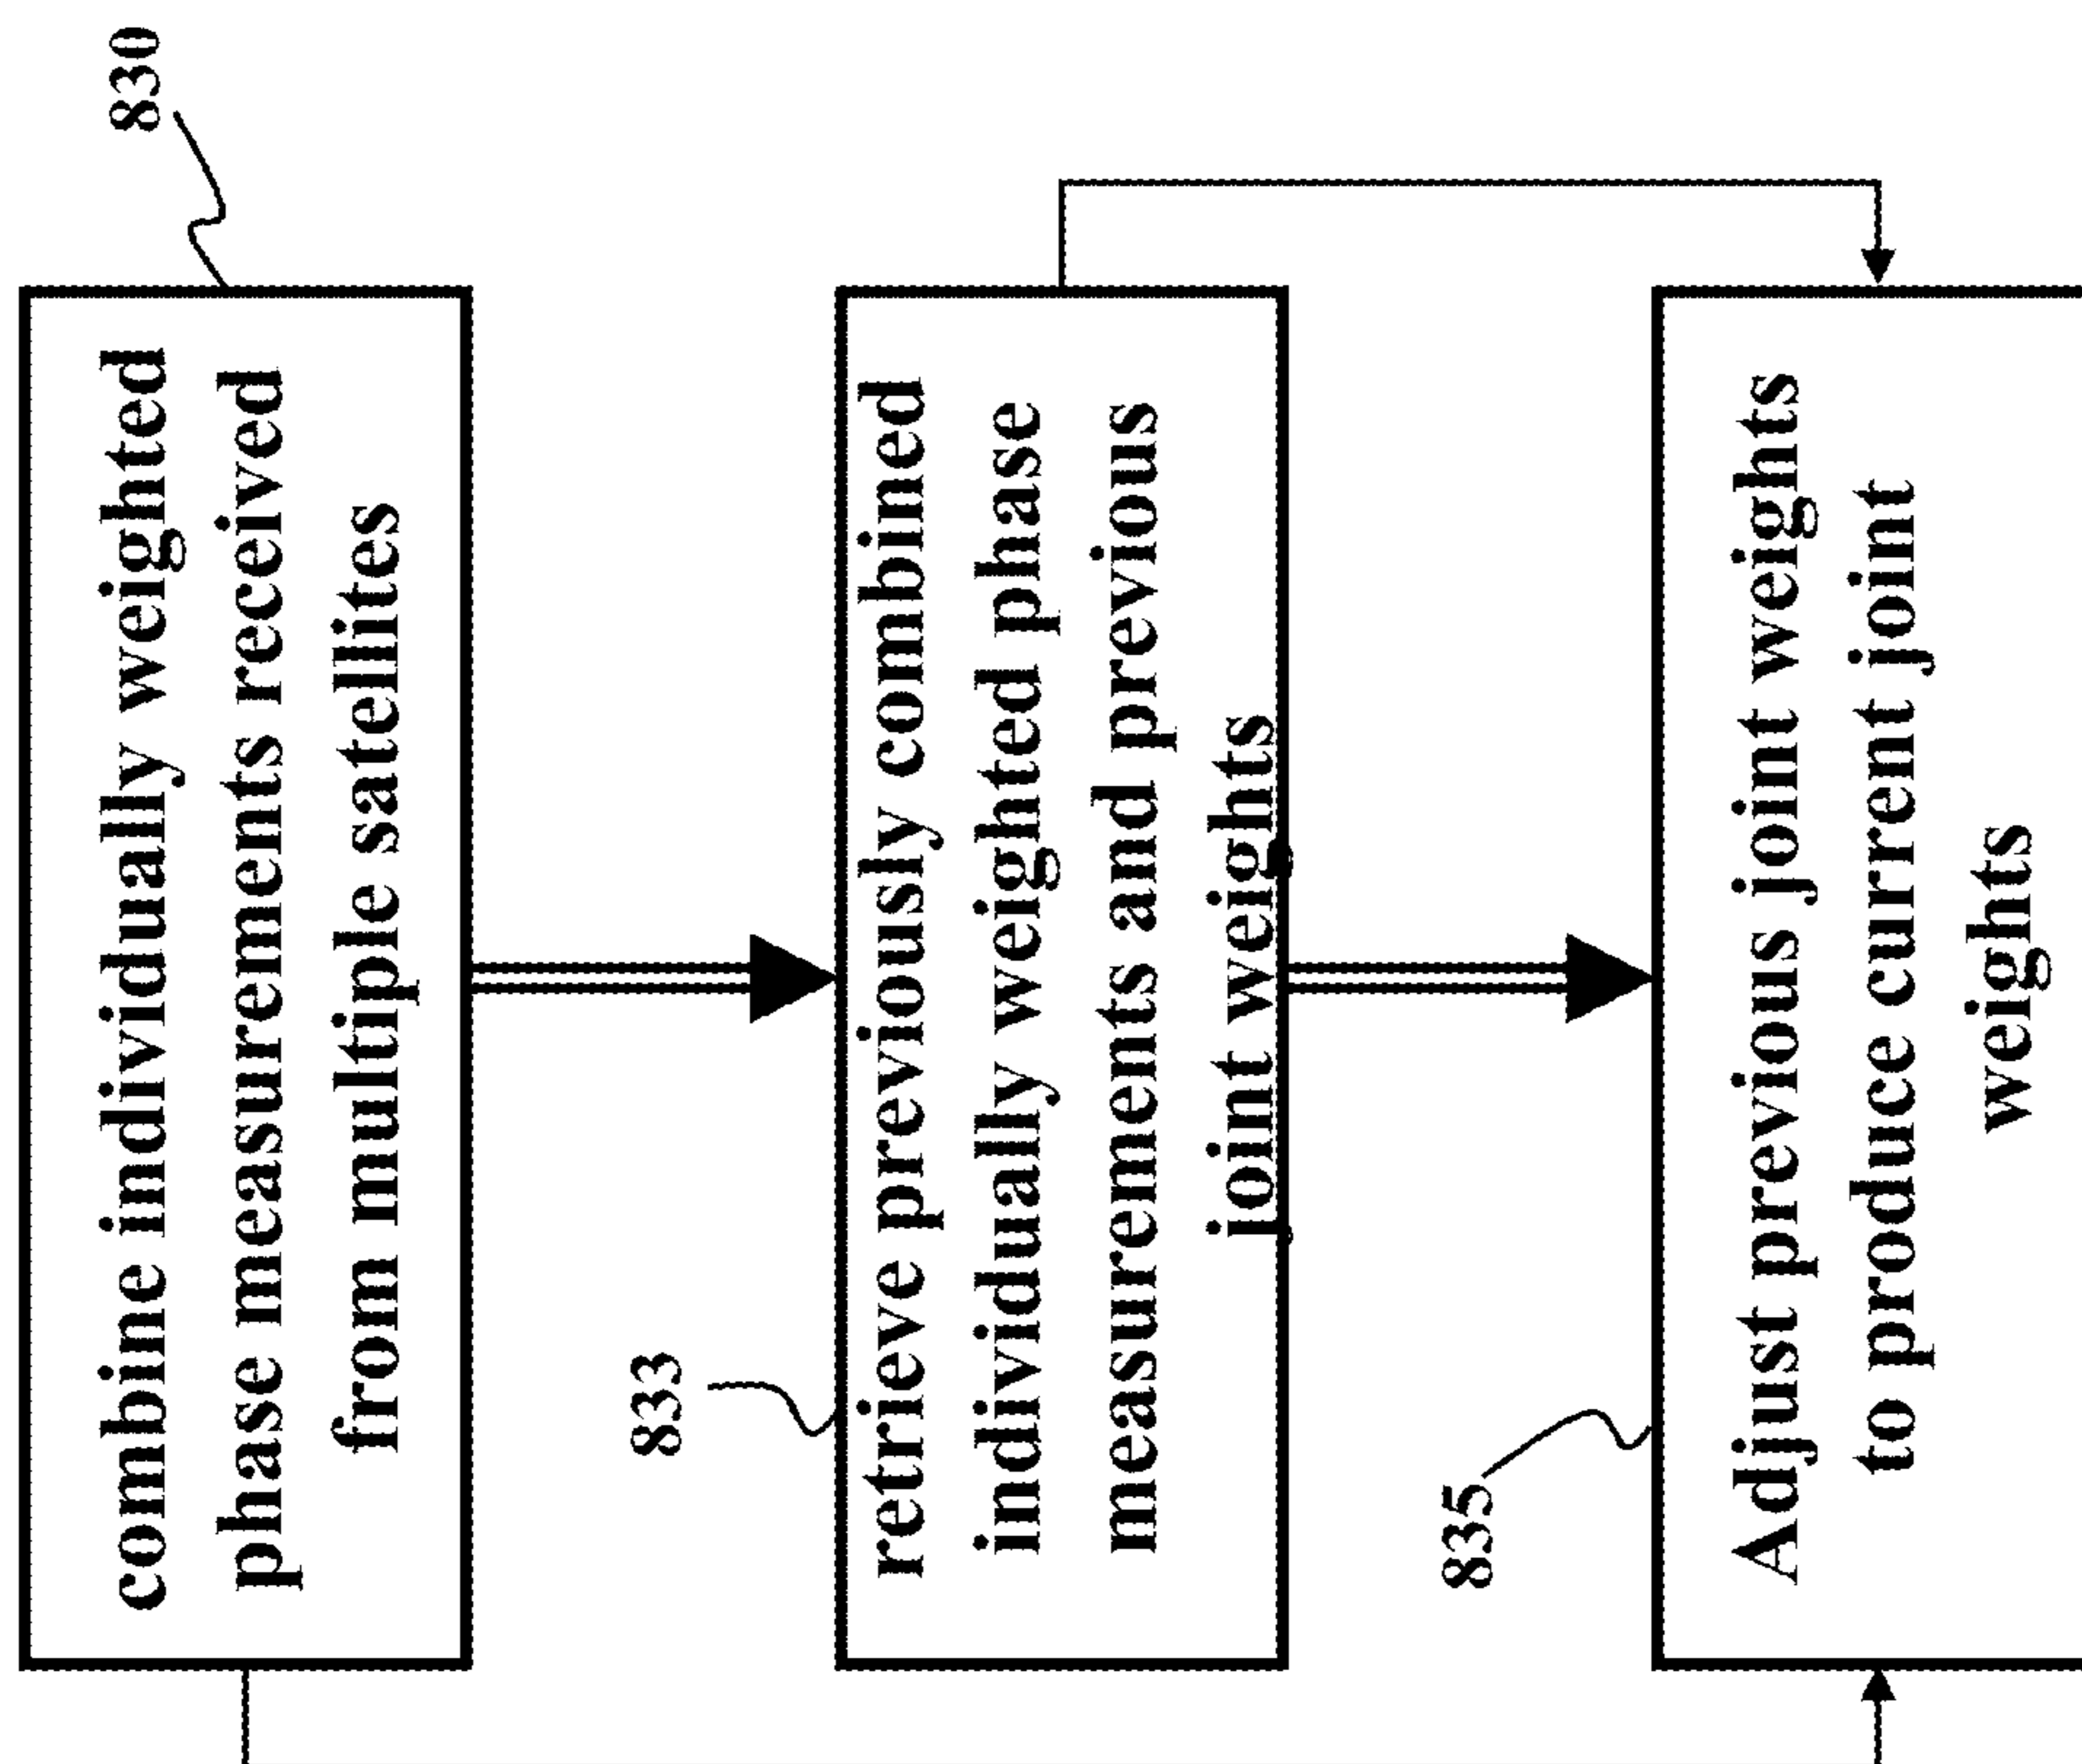 830
combine individually weighted
phase measurements received
from multiple satellites
833
retrieve previously combined
individually weighted phase
measurements and previous
joint weights
835
Adjust previous joint weights
to produce current joint
weights